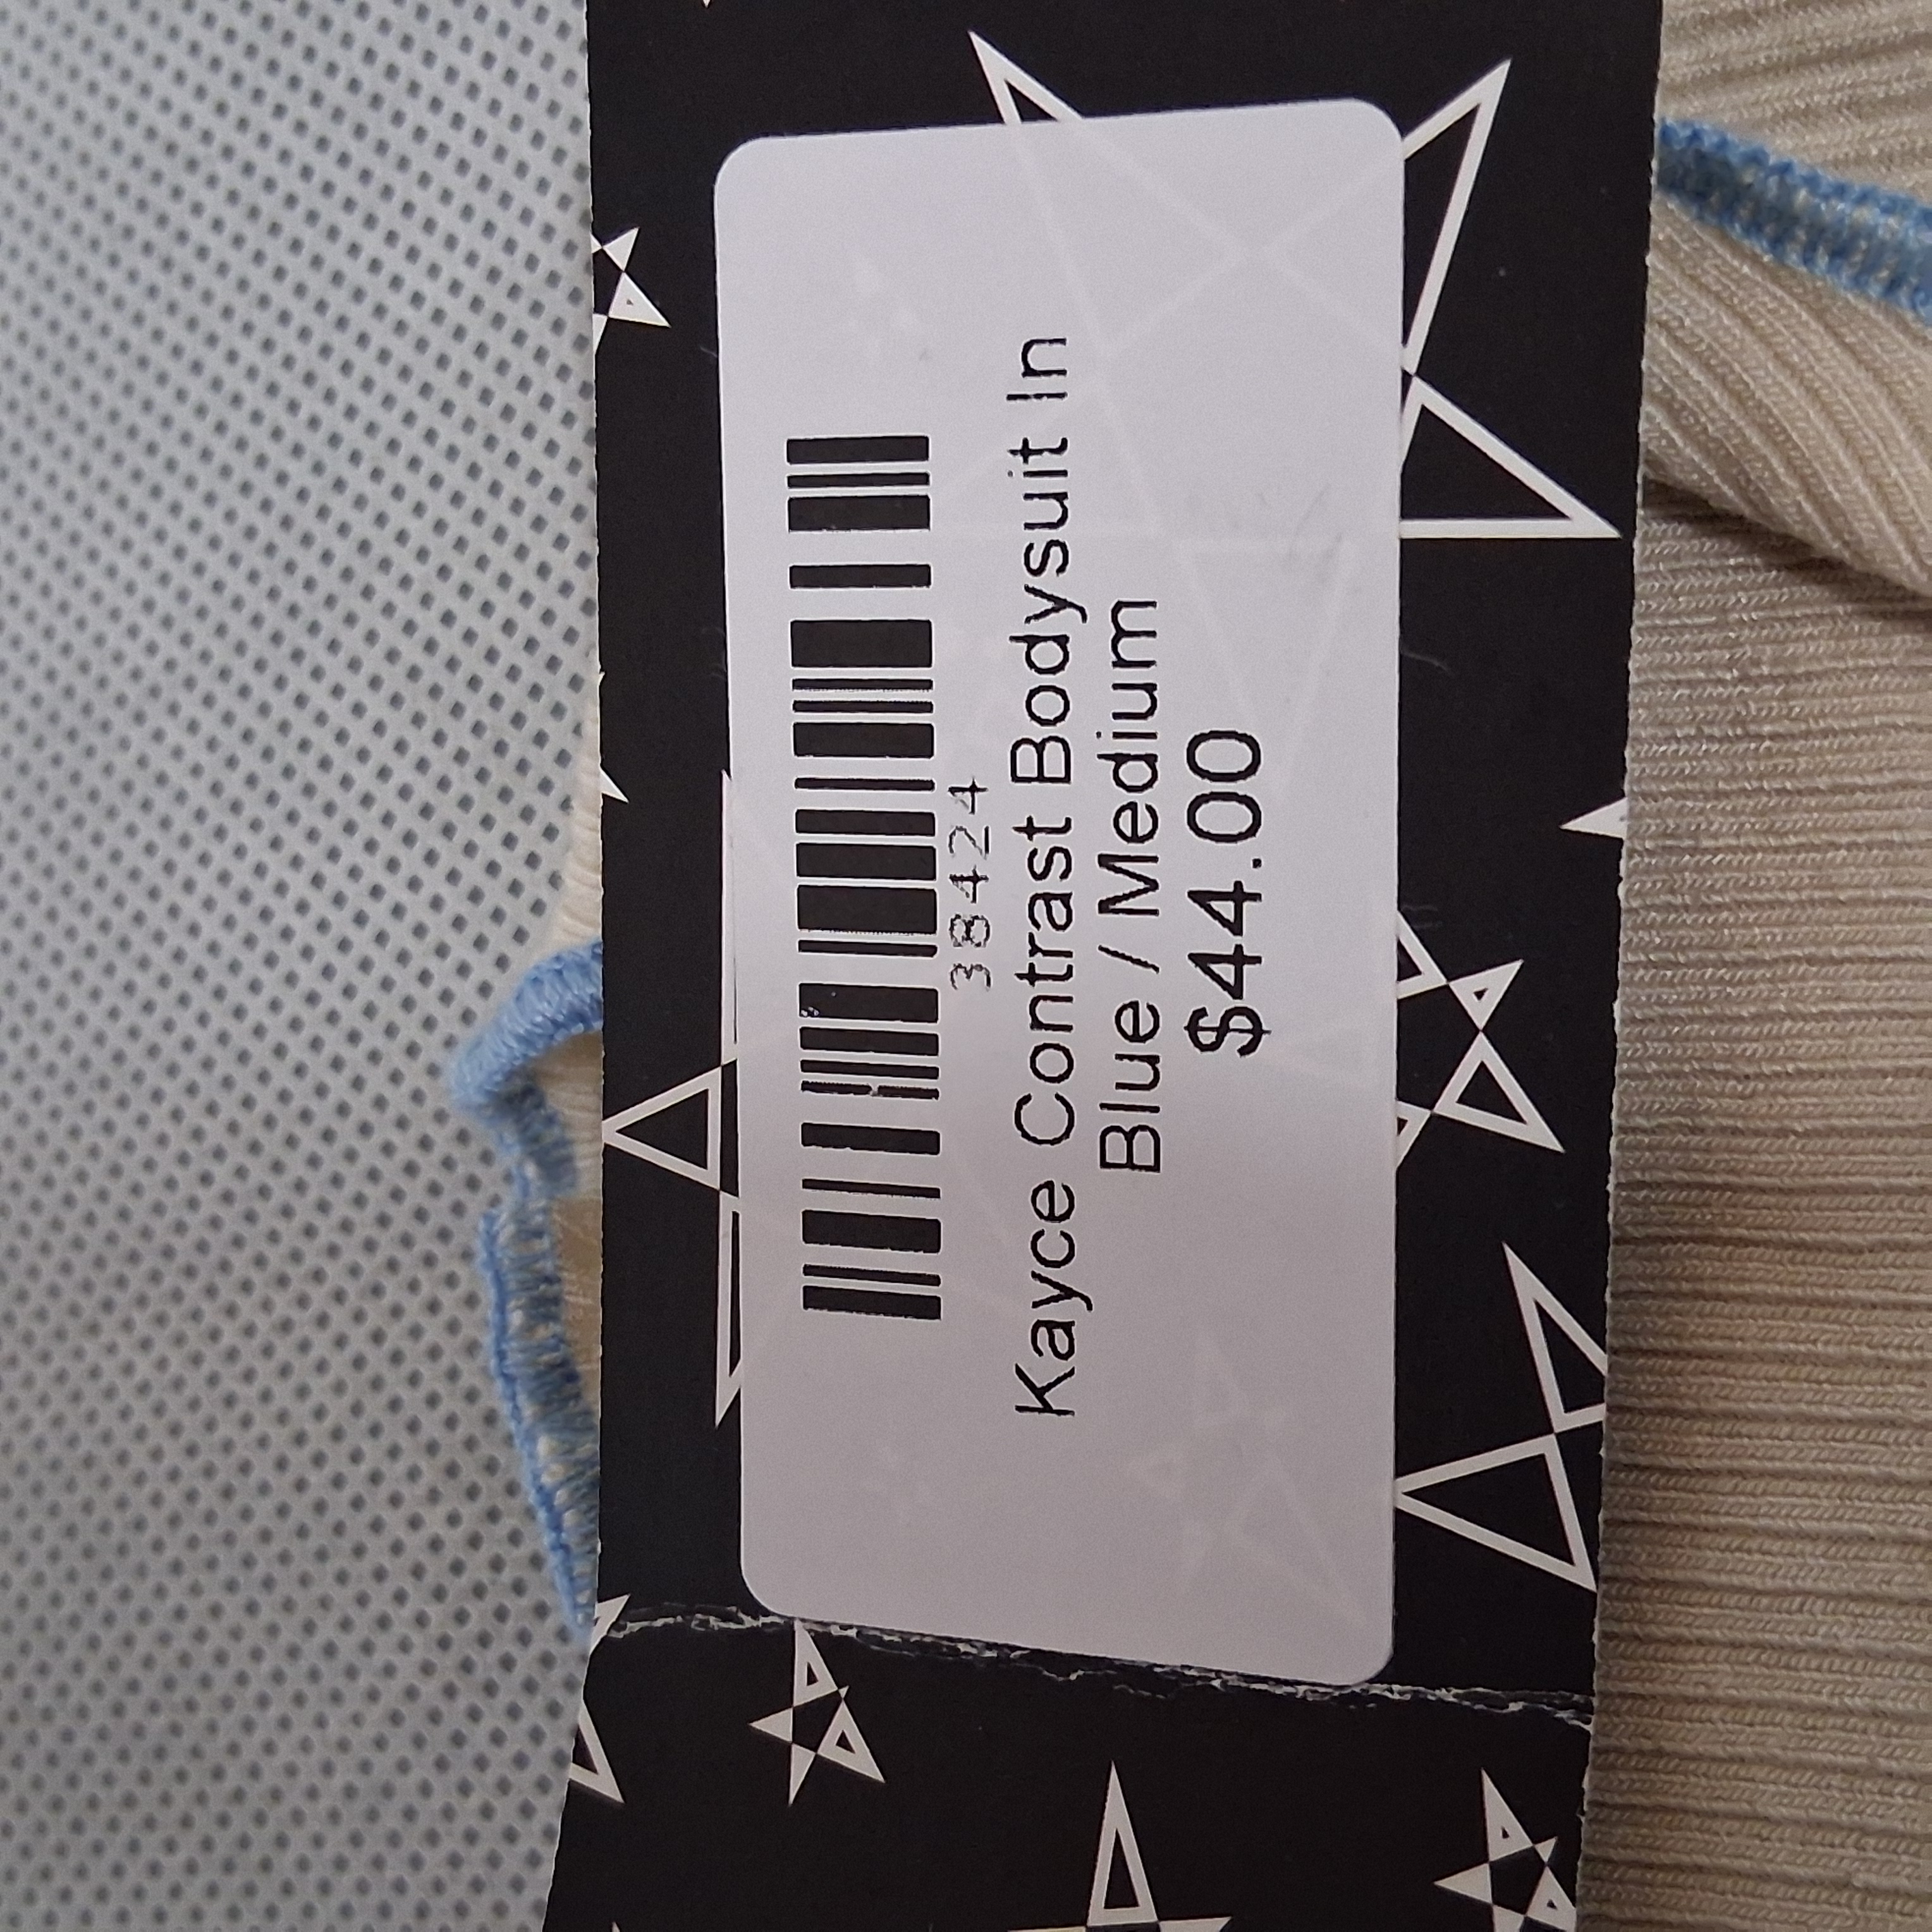 38424
Kayce Contrast Bodysuit In
Blue / Medium
$44.00